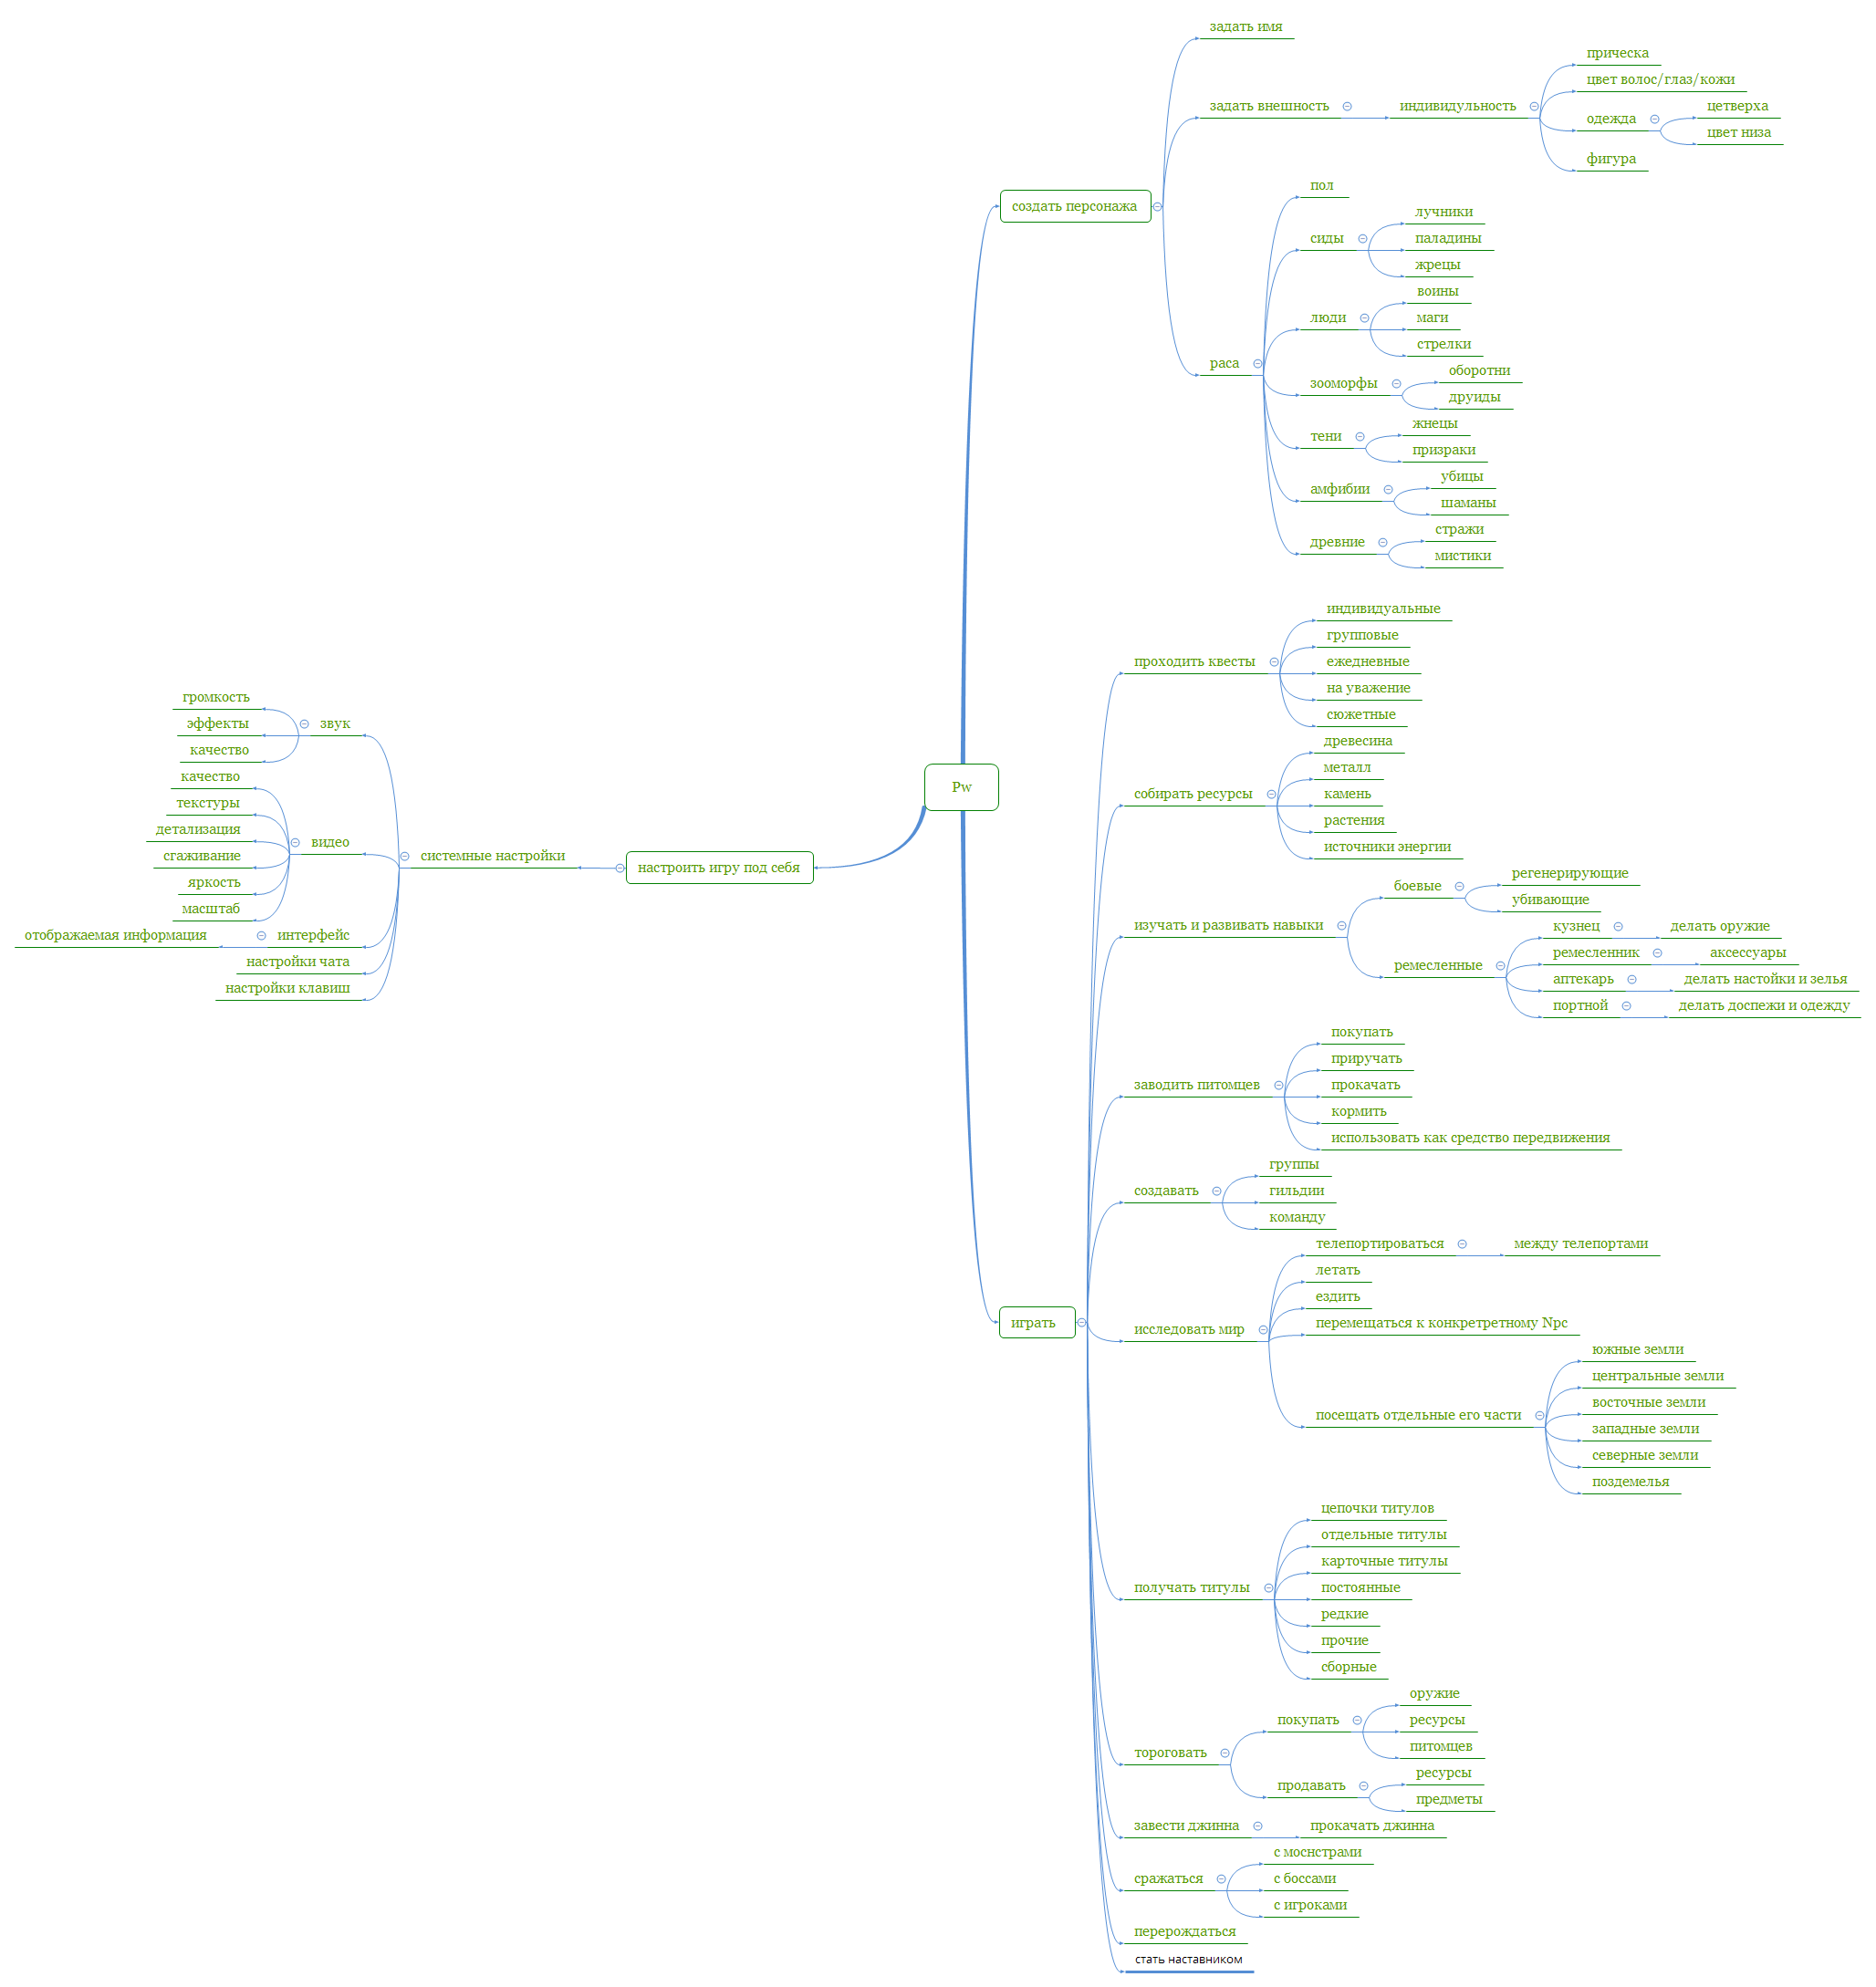 Pw
создать персонажа
задать имя
задать внешность
индивидульность
прическа
цвет волос/глаз/кожи
одежда
цетверха
цвет низа
фигура
раса
пол
сиды
лучники
паладины
жрецы
люди
воины
маги
стрелки
зооморфы
оборотни
друиды
тени
жнецы
призраки
амфибии
убицы
шаманы
древние
стражи
мистики
настроить игру под себя
системные настройки
звук
громкость
эффекты
качество
видео
качество
текстуры
детализация
сгаживание
яркость
масштаб
интерфейс
отображаемая информация
настройки чата
настройки клавиш
играть
проходить квесты
индивидуальные
групповые
ежедневные
на уважение
сюжетные
собирать ресурсы
древесина
металл
камень
растения
источники энергии
изучать и развивать навыки
боевые
регенерирующие
убивающие
ремесленные
кузнец
делать оружие
ремесленник
аксессуары
аптекарь
делать настойки и зелья
портной
делать доспежи и одежду
заводить питомцев
покупать
приручать
прокачать
кормить
использовать как средство передвижения
создавать
группы
гильдии
команду
исследовать мир
телепортироваться
между телепортами
летать
ездить
перемещаться к конкретретному Npc
посещать отдельные его части
южные земли
центральные земли
восточные земли
западные земли
северные земли
поздемелья
получать титулы
цепочки титулов
отдельные титулы
карточные титулы
постоянные
редкие
прочие
сборные
тороговать
покупать
оружие
ресурсы
питомцев
продавать
ресурсы
предметы
завести джинна
прокачать джинна
сражаться
с моснстрами
с боссами
с игроками
перерождаться
стать наставником